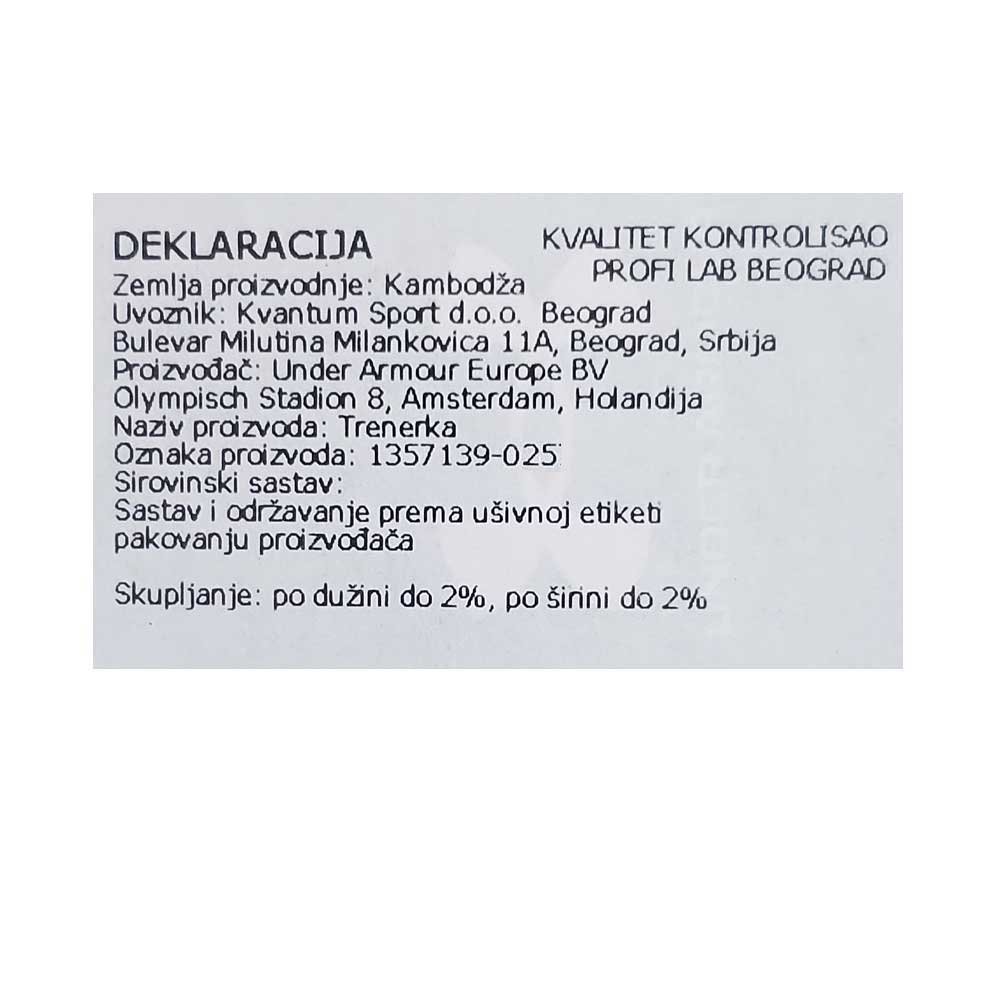 DEKLARACIJA
KVALITET KONTROLISAO
PROFI LAB BEOGRAD
Zemlja proizvodnje: Kambodža
Uvoznik: Kvantum Sport d.o.o. Beograd
Bulevar Milutina Milankovica 11A, Beograd, Srbija
Proizvođač: Under Armour Europe BV
Olympisch Stadion 8, Amsterdam, Holandija
Naziv proizvoda: Trenerka
Oznaka proizvoda: 1357139-025
Sirovinski sastav:
Sastav i održavanje prema ušivnoj etiketi
pakovanju proizvođača
Skupljanje: po dužini do 2%, po širini do 2%